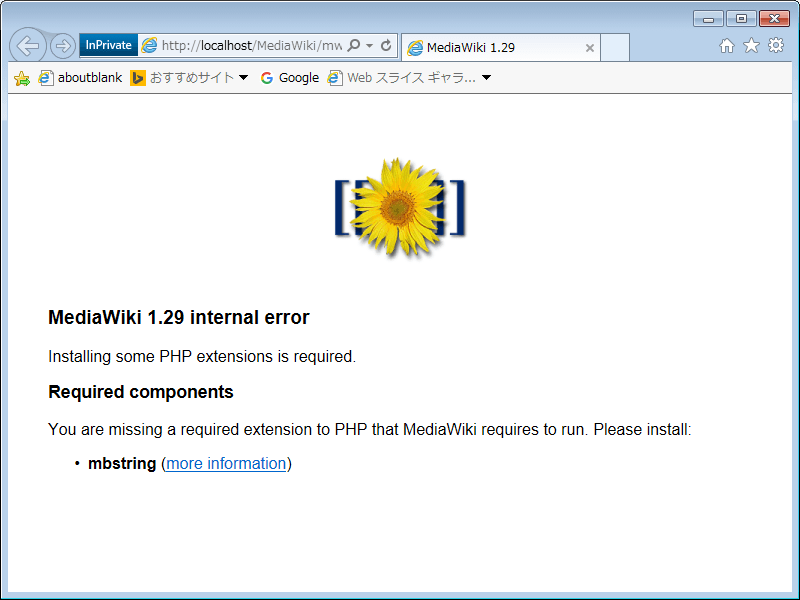 InPrivate
http://localhost/MediaWiki/mw
MediaWiki 1.29
aboutblank
おすすめサイト
Google
Web スライス ギャラ...
MediaWiki 1.29 internal error
Installing some PHP extensions is required.
Required components
You are missing a required extension to PHP that MediaWiki requires to run. Please install:
• mbstring (more information)